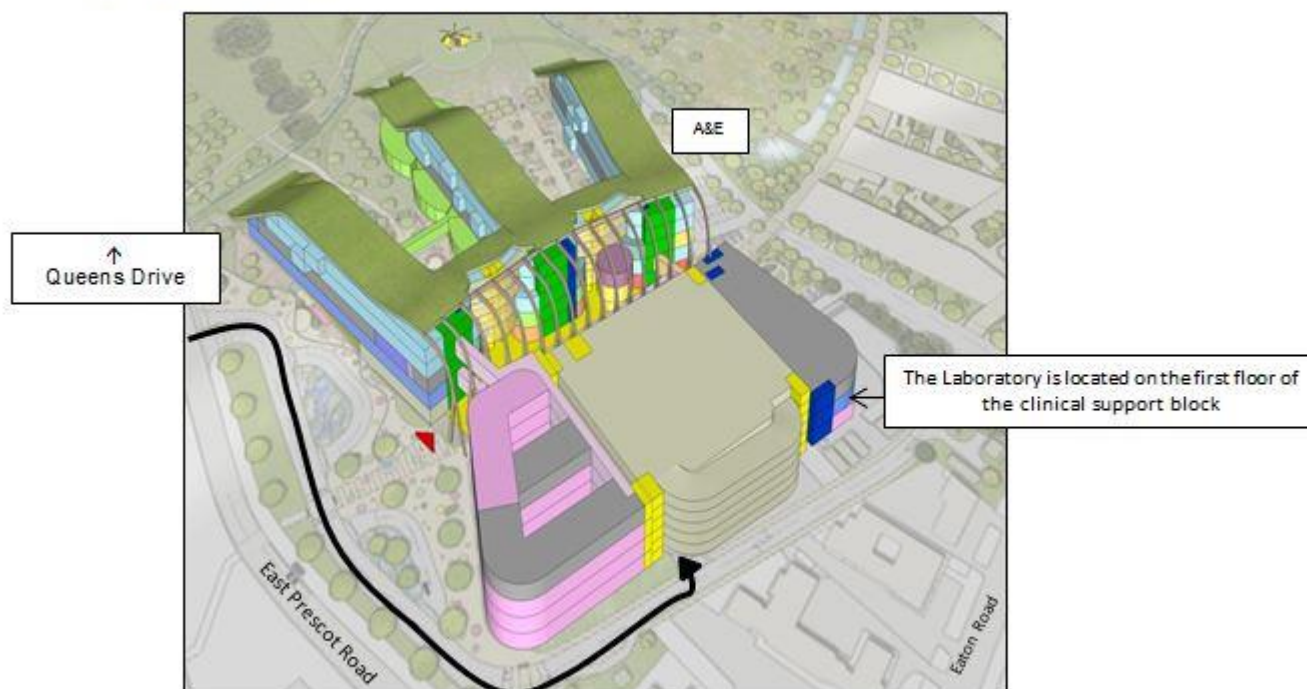 A&E
↑
Queens Drive
The Laboratory is located on the first floor of
the clinical support block
East Prescot Road
Eaton Road